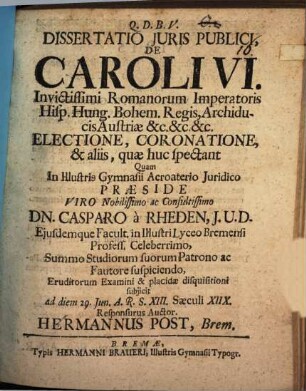 Q. D. B. V.
DISSERTATIO JURIS PUBLICI,
DE
CAROLI VI.
Invictissimi Romanorum Imperatoris
Hisp. Hung. Bohem. Regis, Archidu-
cis Austriæ &c. &c. &c.
ELECTIONE, CORONATIONE,
& aliis, quæ huc spectant
Quam
In Illustris Gymnasii Aeroaterio Juridico
PRÆSIDE
VIRO Nobilissimo ac Consultissimo
DN. CASPARO à RHEDEN, J. U. D.
Ejusdemque Facult. in Illustri Lyceo Bremensi
Profess. Celeberrimo,
Summo Studiorum suorum Patrono ac
Fautore suspiciendo,
Eruditorum Examini & placidæ disquisitioni
subjicit
ad diem 29. Jun. A. R. S. XIII. Sæculi XIIX.
Responsurus Auctor.
HERMANNUS POST, Brem.
BREMÆ,
Typis HERMANNI BRAUERI, Illustris Gymnasii Typogr.